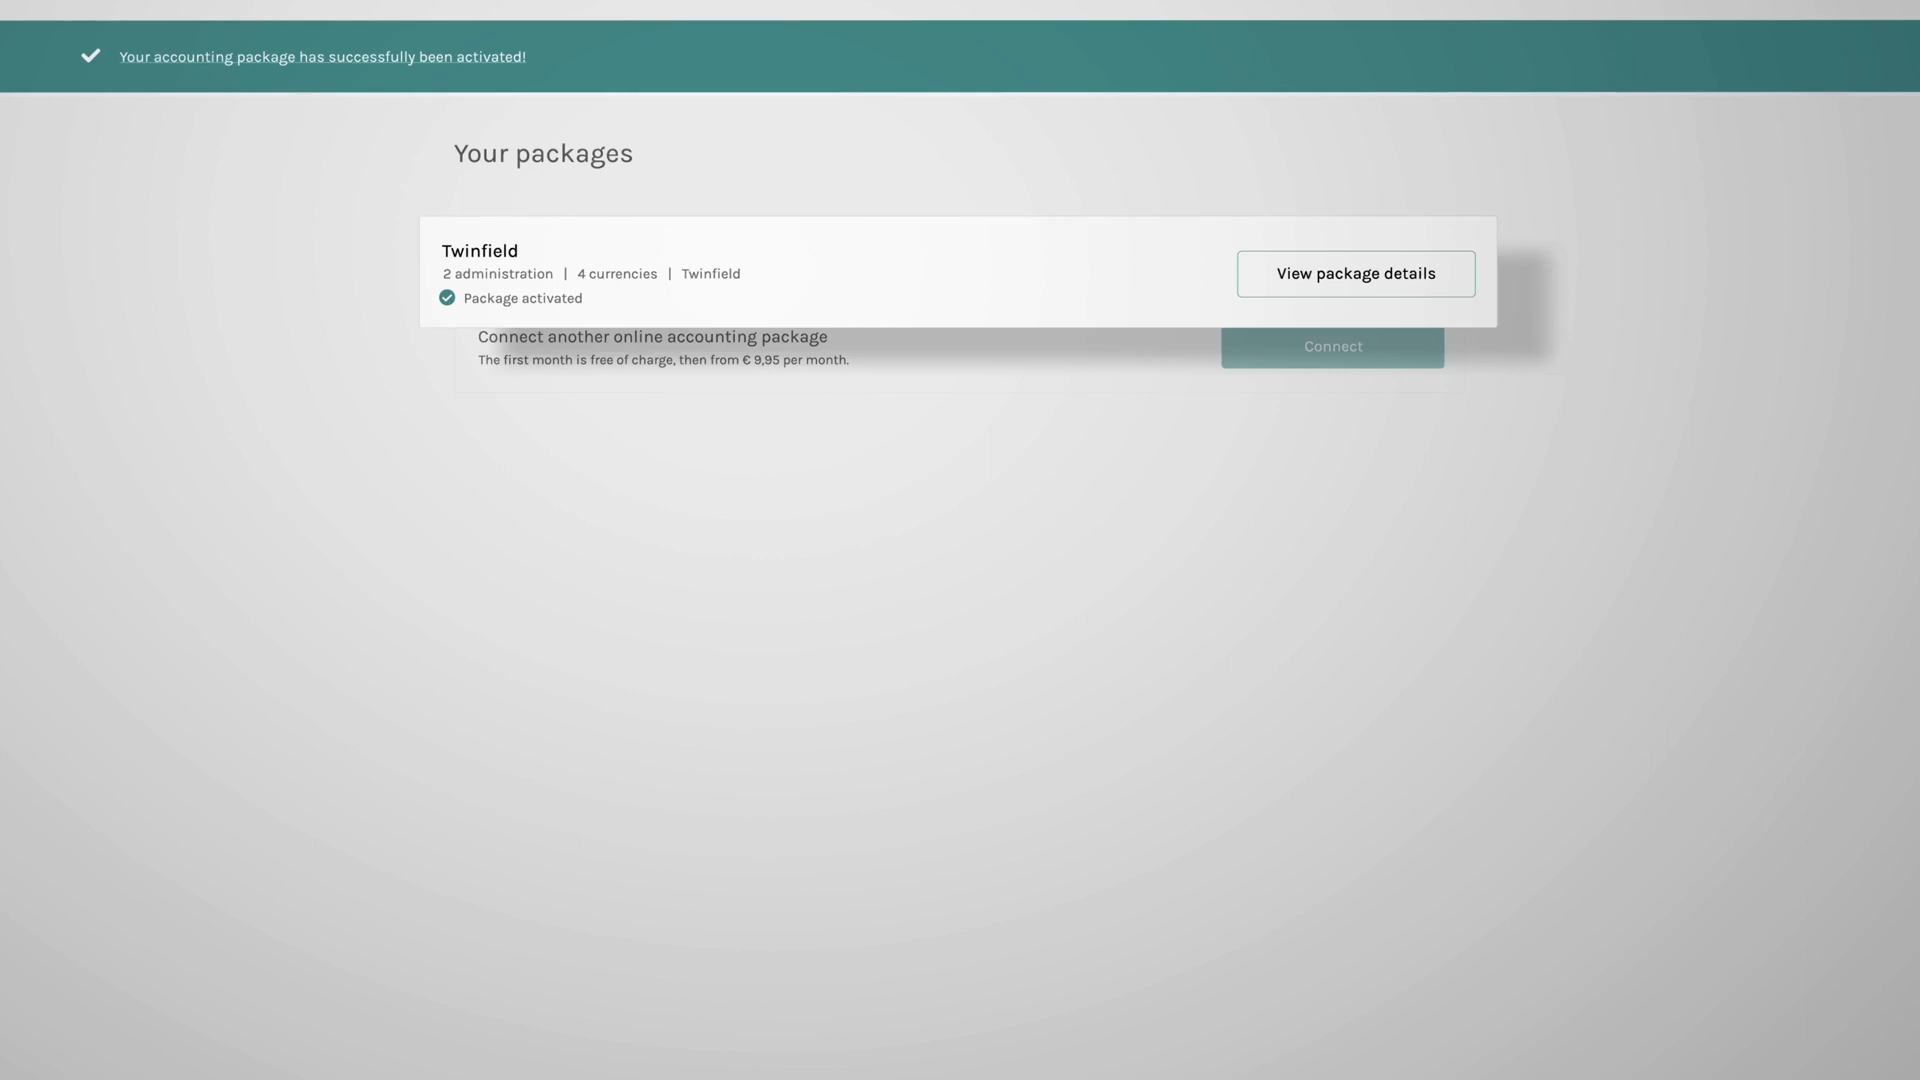 Your accounting package has successfully been activated!
Your packages
Twinfield
2 administration | 4 currencies | Twinfield
Package activated
View package details
Connect another online accounting package
The first month is free of charge, then from € 9,95 per month.
Connect